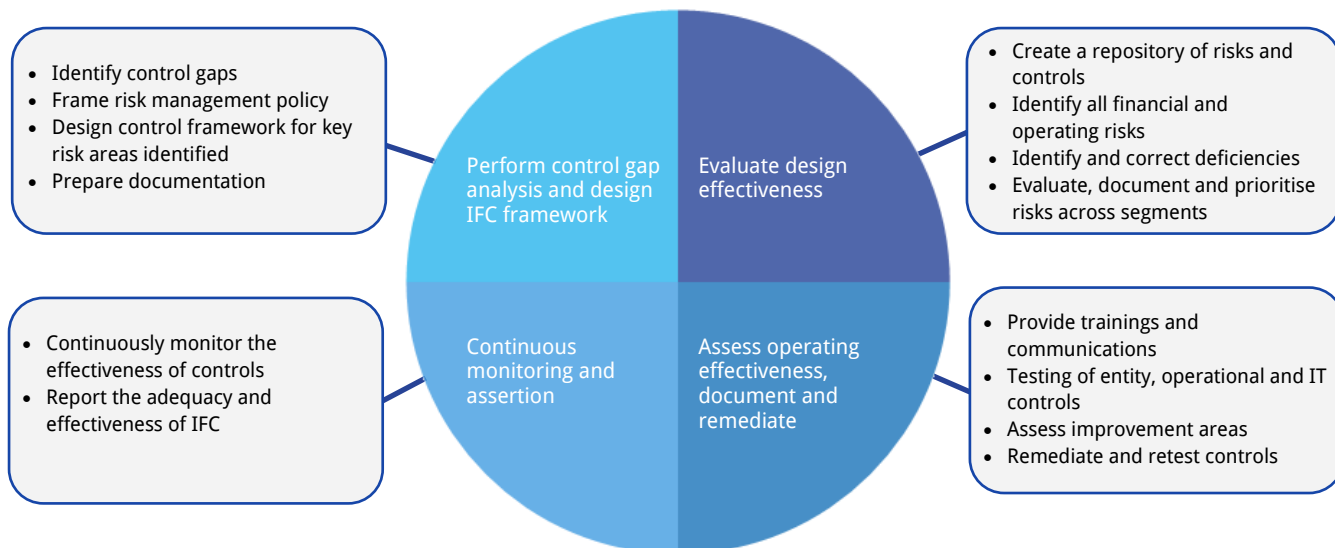 • Identify control gaps
• Frame risk management policy
• Design control framework for key
risk areas identified
• Prepare documentation
Perform control gap
analysis and design
IFC framework
Evaluate design
effectiveness
• Create a repository of risks and
controls
• Identify all financial and
operating risks
• Identify and correct deficiencies
• Evaluate, document and prioritise
risks across segments
• Continuously monitor the
effectiveness of controls
• Report the adequacy and
effectiveness of IFC
Continuous
monitoring and
assertion
Assess operating
effectiveness,
document and
remediate
• Provide trainings and
communications
• Testing of entity, operational and IT
controls
• Assess improvement areas
• Remediate and retest controls